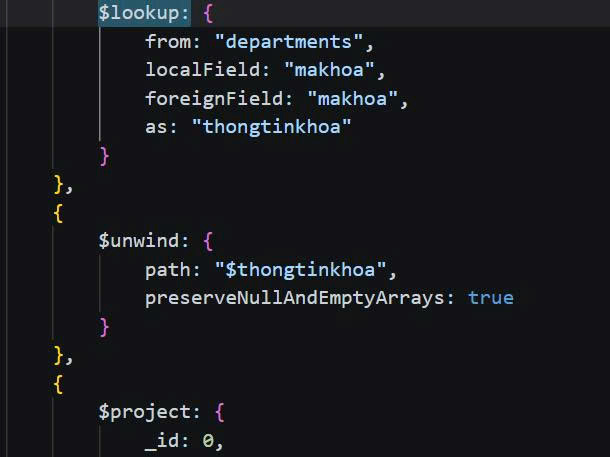 $lookup: {
from: "departments",
localField: "makhoa",
foreignField: "makhoa",
as: "thongtinkhoa"
}
},
{
$unwind: {
path: "$thongtinkhoa",
preserveNullAndEmptyArrays: true
}
},
{
$project: {
_id: 0,